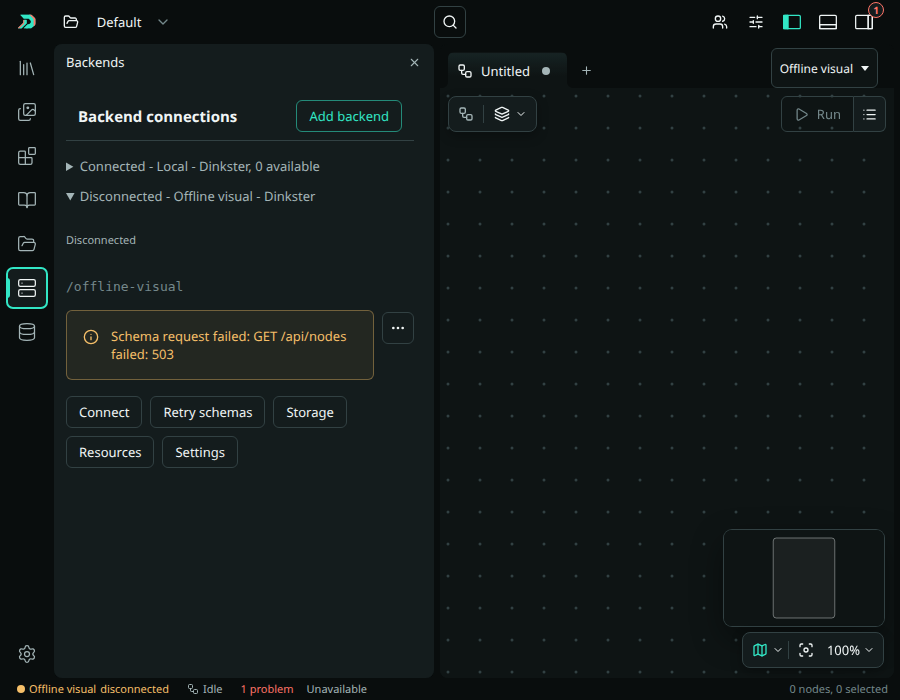 Default
1
Backends
Untitled
Offline visual
Backend connections
Add backend
Run
Connected - Local - Dinkster, 0 available
Disconnected - Offline visual - Dinkster
Disconnected
/offline-visual
Schema request failed: GET /api/nodes
failed: 503
Connect
Retry schemas
Storage
Resources
Settings
100%
Offline visual disconnected
Idle
1 problem
Unavailable
0 nodes, 0 selected